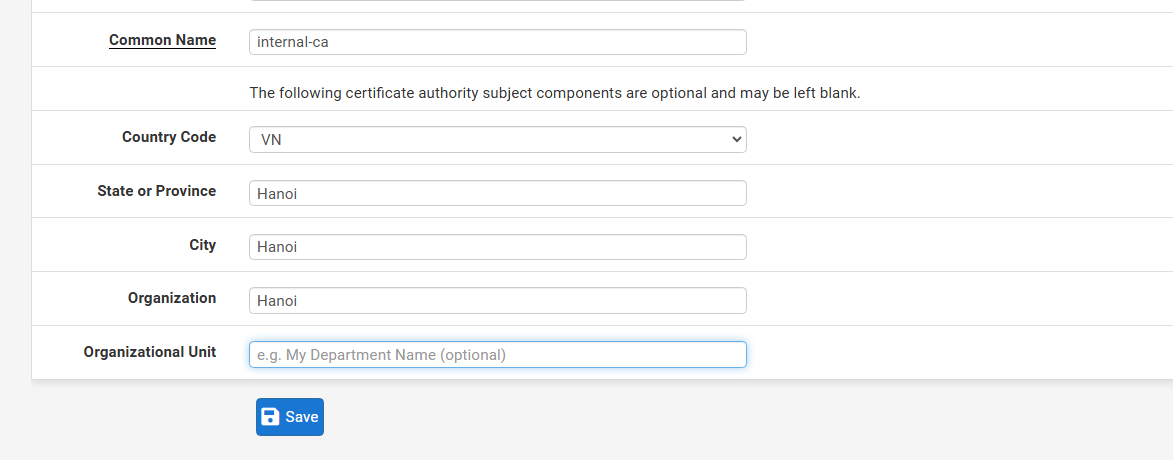 Common Name internal-ca
The following certificate authority subject components are optional and may be left blank.
Country Code VN
State or Province Hanoi
City Hanoi
Organization Hanoi
Organizational Unit e.g. My Department Name (optional)
Save